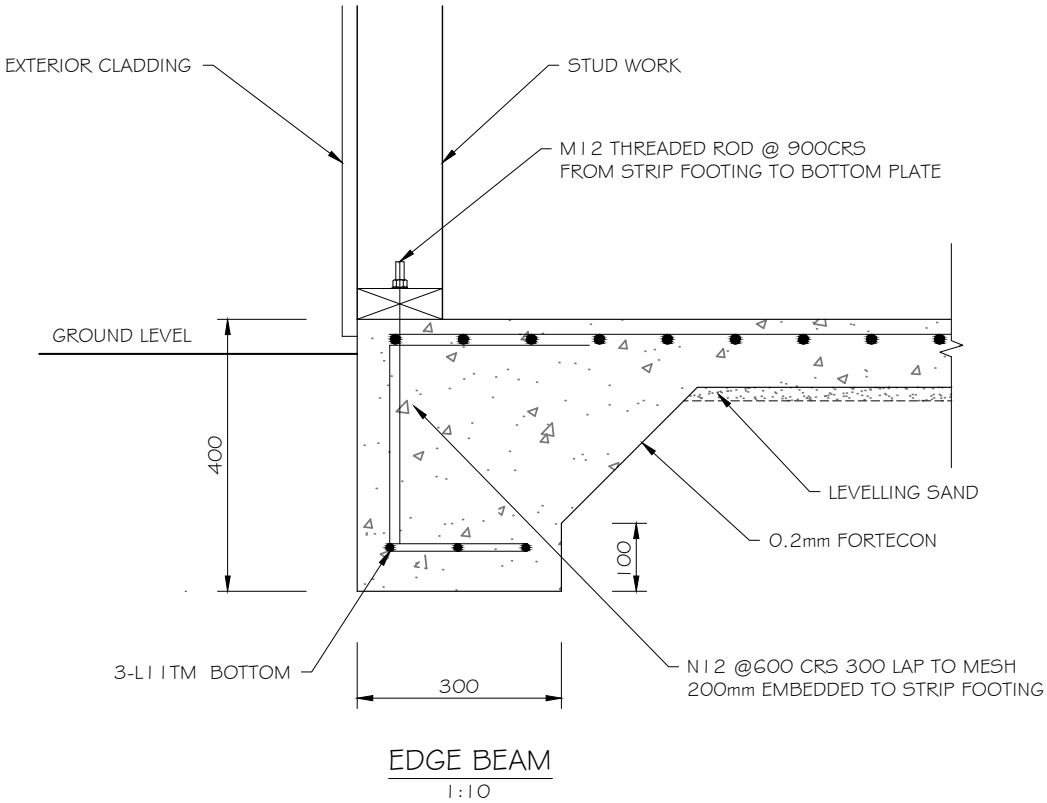 EXTERIOR CLADDING
STUD WORK
M12 THREADED ROD @ 900CRS
FROM STRIP FOOTING TO BOTTOM PLATE
GROUND LEVEL
400
LEVELLING SAND
0.2mm FORTECON
100
3-L11TM BOTTOM
N12 @600 CRS 300 LAP TO MESH
200mm EMBEDDED TO STRIP FOOTING
300
EDGE BEAM
1:10